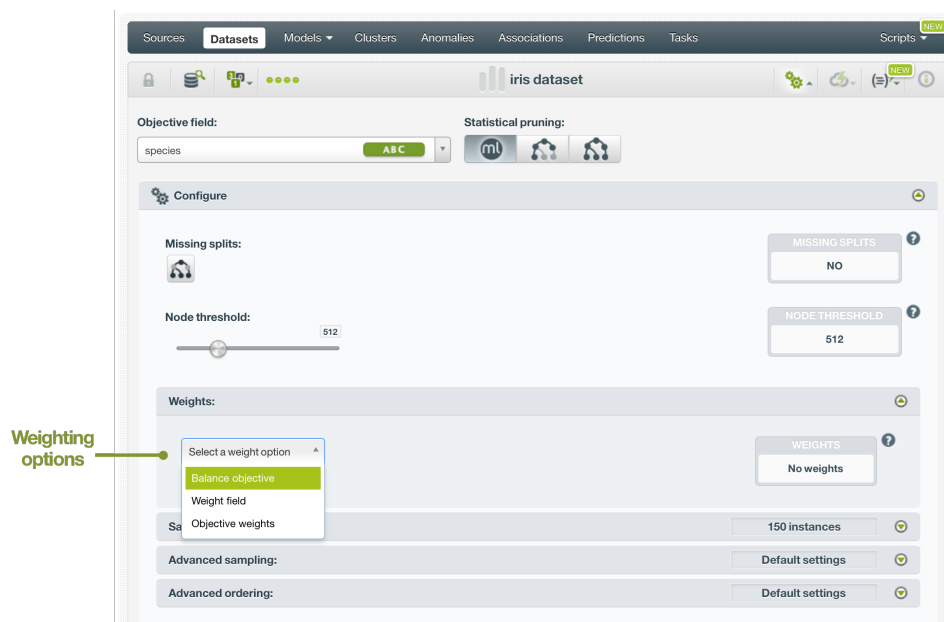 NEW
Sources Datasets Models Clusters Anomalies Associations Predictions Tasks Scripts
iris dataset NEW
Objective field: Statistical pruning:
species ABC ml
Configure
Missing splits: MISSING SPLITS
NO
Node threshold: NODE THRESHOLD
512 512
Weights:
Weighting
options
Select a weight option WEIGHTS
Balance objective No weights
Weight field
Objective weights
Sa 150 instances
Advanced sampling: Default settings
Advanced ordering: Default settings